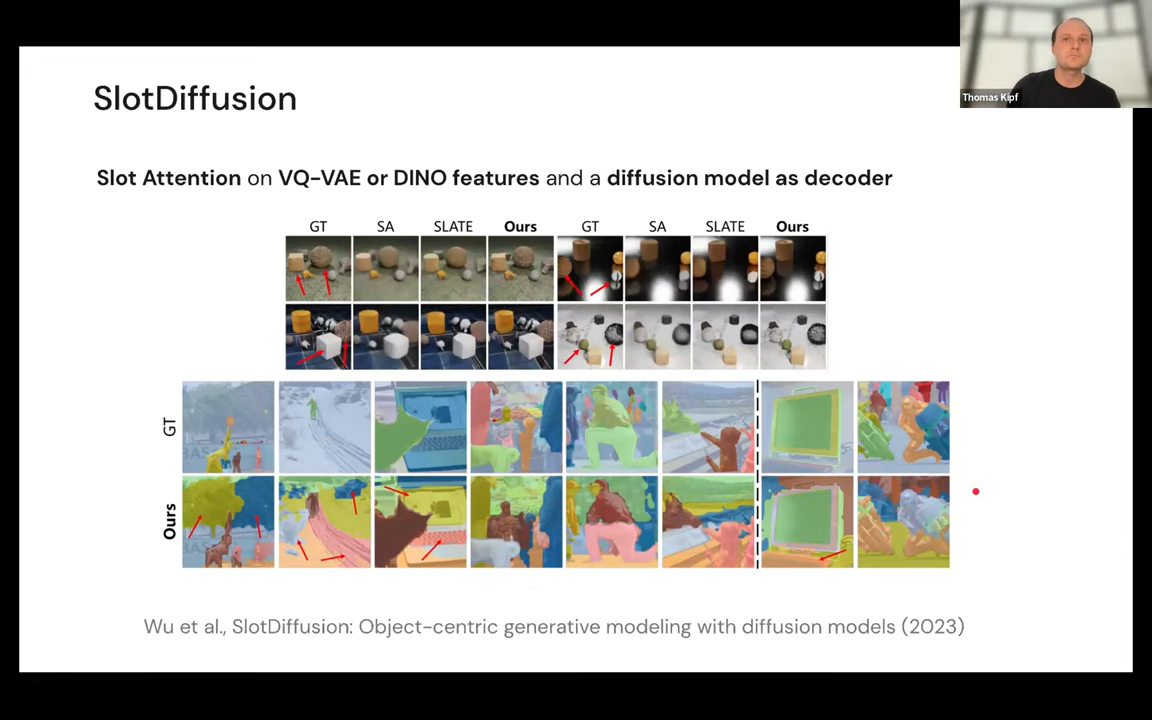 SlotDiffusion
Thomas Kipf
Slot Attention on VQ-VAE or DINO features and a diffusion model as decoder
GT SA SLATE Ours GT SA SLATE Ours
GT
Ours
Wu et al., SlotDiffusion: Object-centric generative modeling with diffusion models (2023)